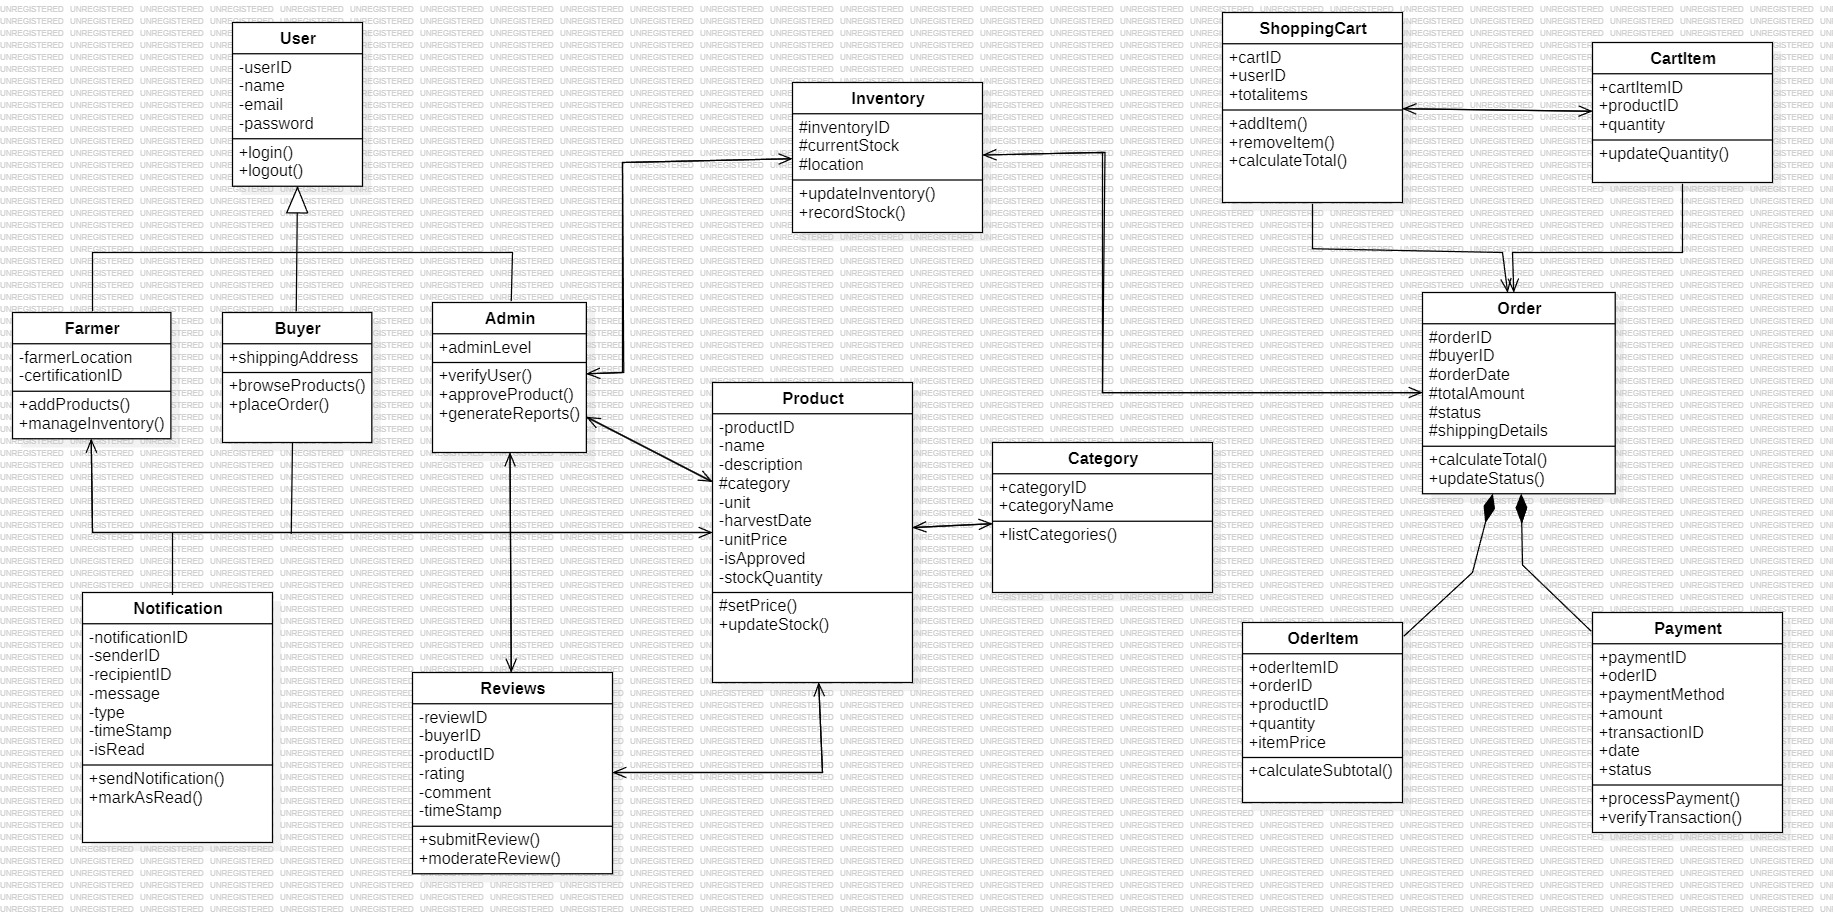 User
-userID
-name
-email
-password
+login()
+logout()
ShoppingCart
+cartID
+userID
+totalitems
+addItem()
+removeItem()
+calculateTotal()
CartItem
+cartItemID
+productID
+quantity
+updateQuantity()
Inventory
#inventoryID
#currentStock
#location
+updateInventory()
+recordStock()
Farmer
-farmerLocation
-certificationID
+addProducts()
+manageInventory()
Buyer
+shippingAddress
+browseProducts()
+placeOrder()
Admin
+adminLevel
+verifyUser()
+approveProduct()
+generateReports()
Product
-productID
-name
-description
#category
-unit
-harvestDate
-unitPrice
-isApproved
-stockQuantity
#setPrice()
+updateStock()
Category
+categoryID
+categoryName
+listCategories()
Order
#orderID
#buyerID
#orderDate
#totalAmount
#status
#shippingDetails
+calculateTotal()
+updateStatus()
Notification
-notificationID
-senderID
-recipientID
-message
-type
-timeStamp
-isRead
+sendNotification()
+markAsRead()
Reviews
-reviewID
-buyerID
-productID
-rating
-comment
-timeStamp
+submitReview()
+moderateReview()
OderItem
+oderItemID
+orderID
+productID
+quantity
+itemPrice
+calculateSubtotal()
Payment
+paymentID
+oderID
+paymentMethod
+amount
+transactionID
+date
+status
+processPayment()
+verifyTransaction()
UNREGISTERED